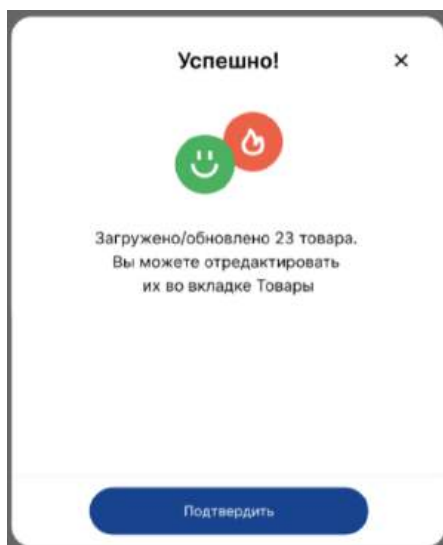 Успешно!
Загружено/обновлено 23 товара.
Вы можете отредактировать
их во вкладке Товары
Подтвердить